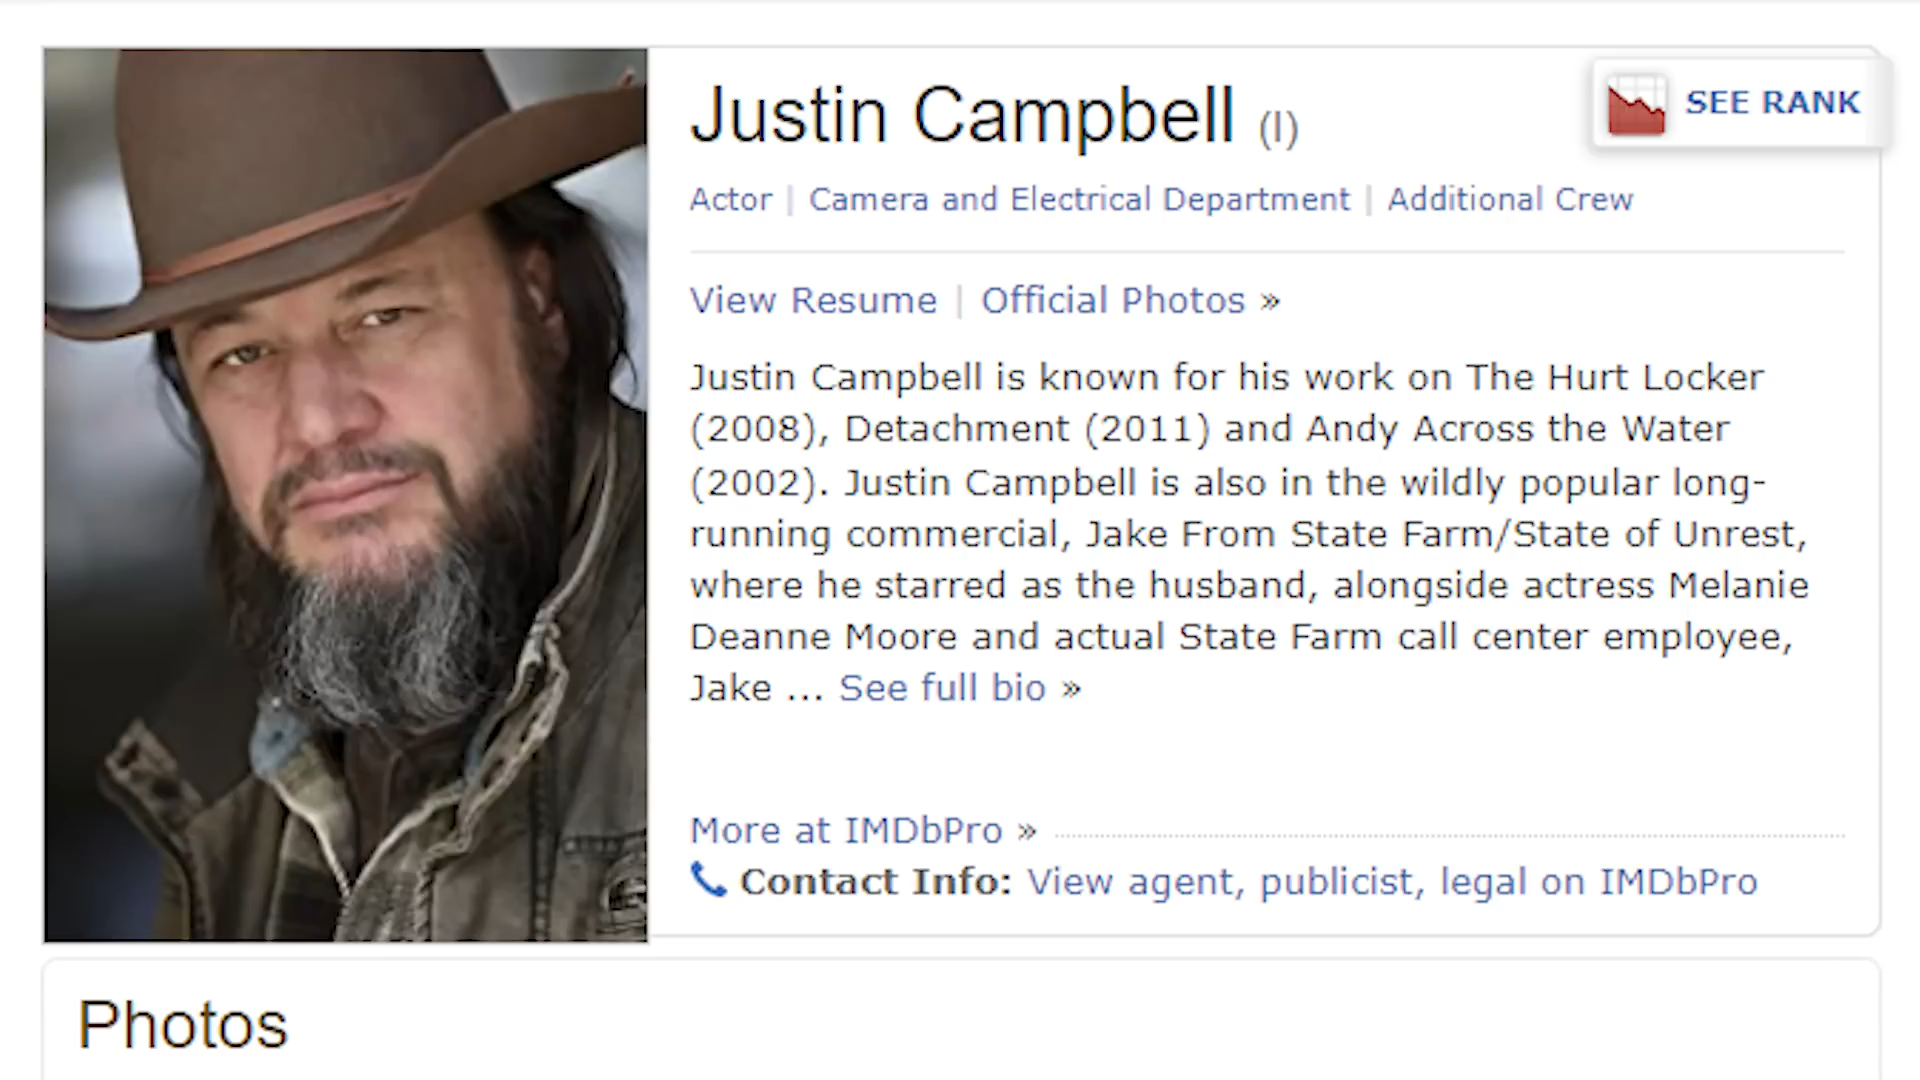 Justin Campbell (I)
SEE RANK
Actor | Camera and Electrical Department | Additional Crew
View Resume | Official Photos »
Justin Campbell is known for his work on The Hurt Locker
(2008), Detachment (2011) and Andy Across the Water
(2002). Justin Campbell is also in the wildly popular long-
running commercial, Jake From State Farm/State of Unrest,
where he starred as the husband, alongside actress Melanie
Deanne Moore and actual State Farm call center employee,
Jake ... See full bio »
More at IMDbPro »
Contact Info: View agent, publicist, legal on IMDbPro
Photos